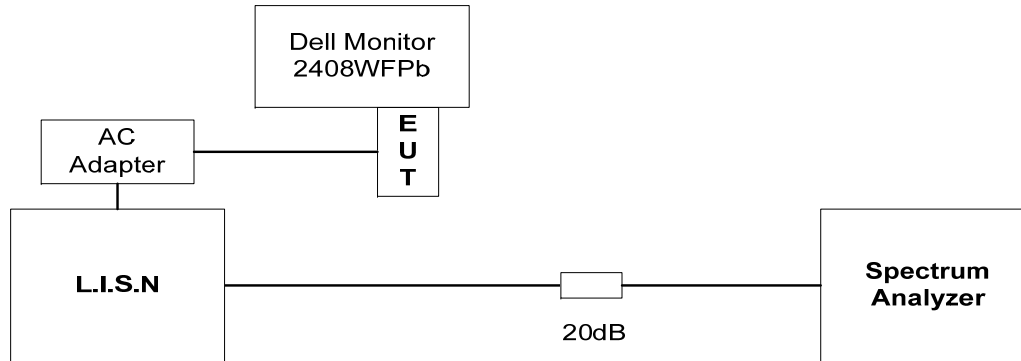 Dell Monitor
2408WFPb
E
U
T
AC
Adapter
L.I.S.N
20dB
Spectrum
Analyzer